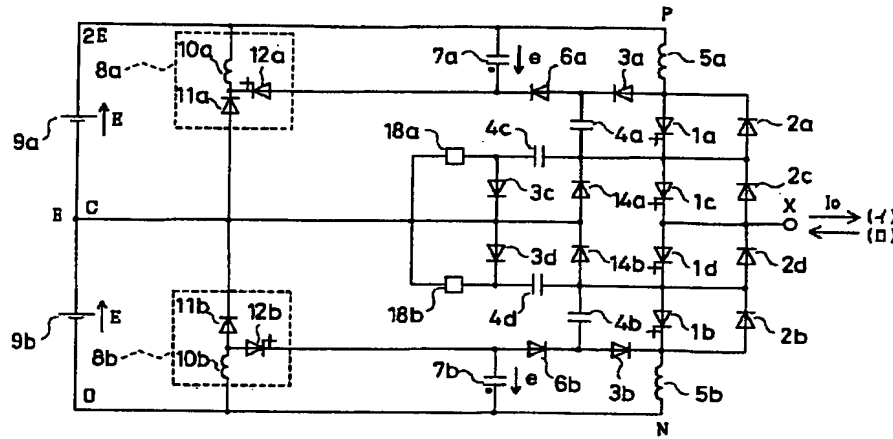 P
2E
10a
12a
7a
e
6a
3a
5a
8a
11a
9a
E
18a
4c
4a
1a
2a
3c
14a
1c
2c
X
Io
(イ)
(ロ)
E
C
3d
14b
1d
2d
11b
12b
18b
4d
4b
1b
2b
9b
E
8b
10b
7b
e
6b
3b
5b
0
N